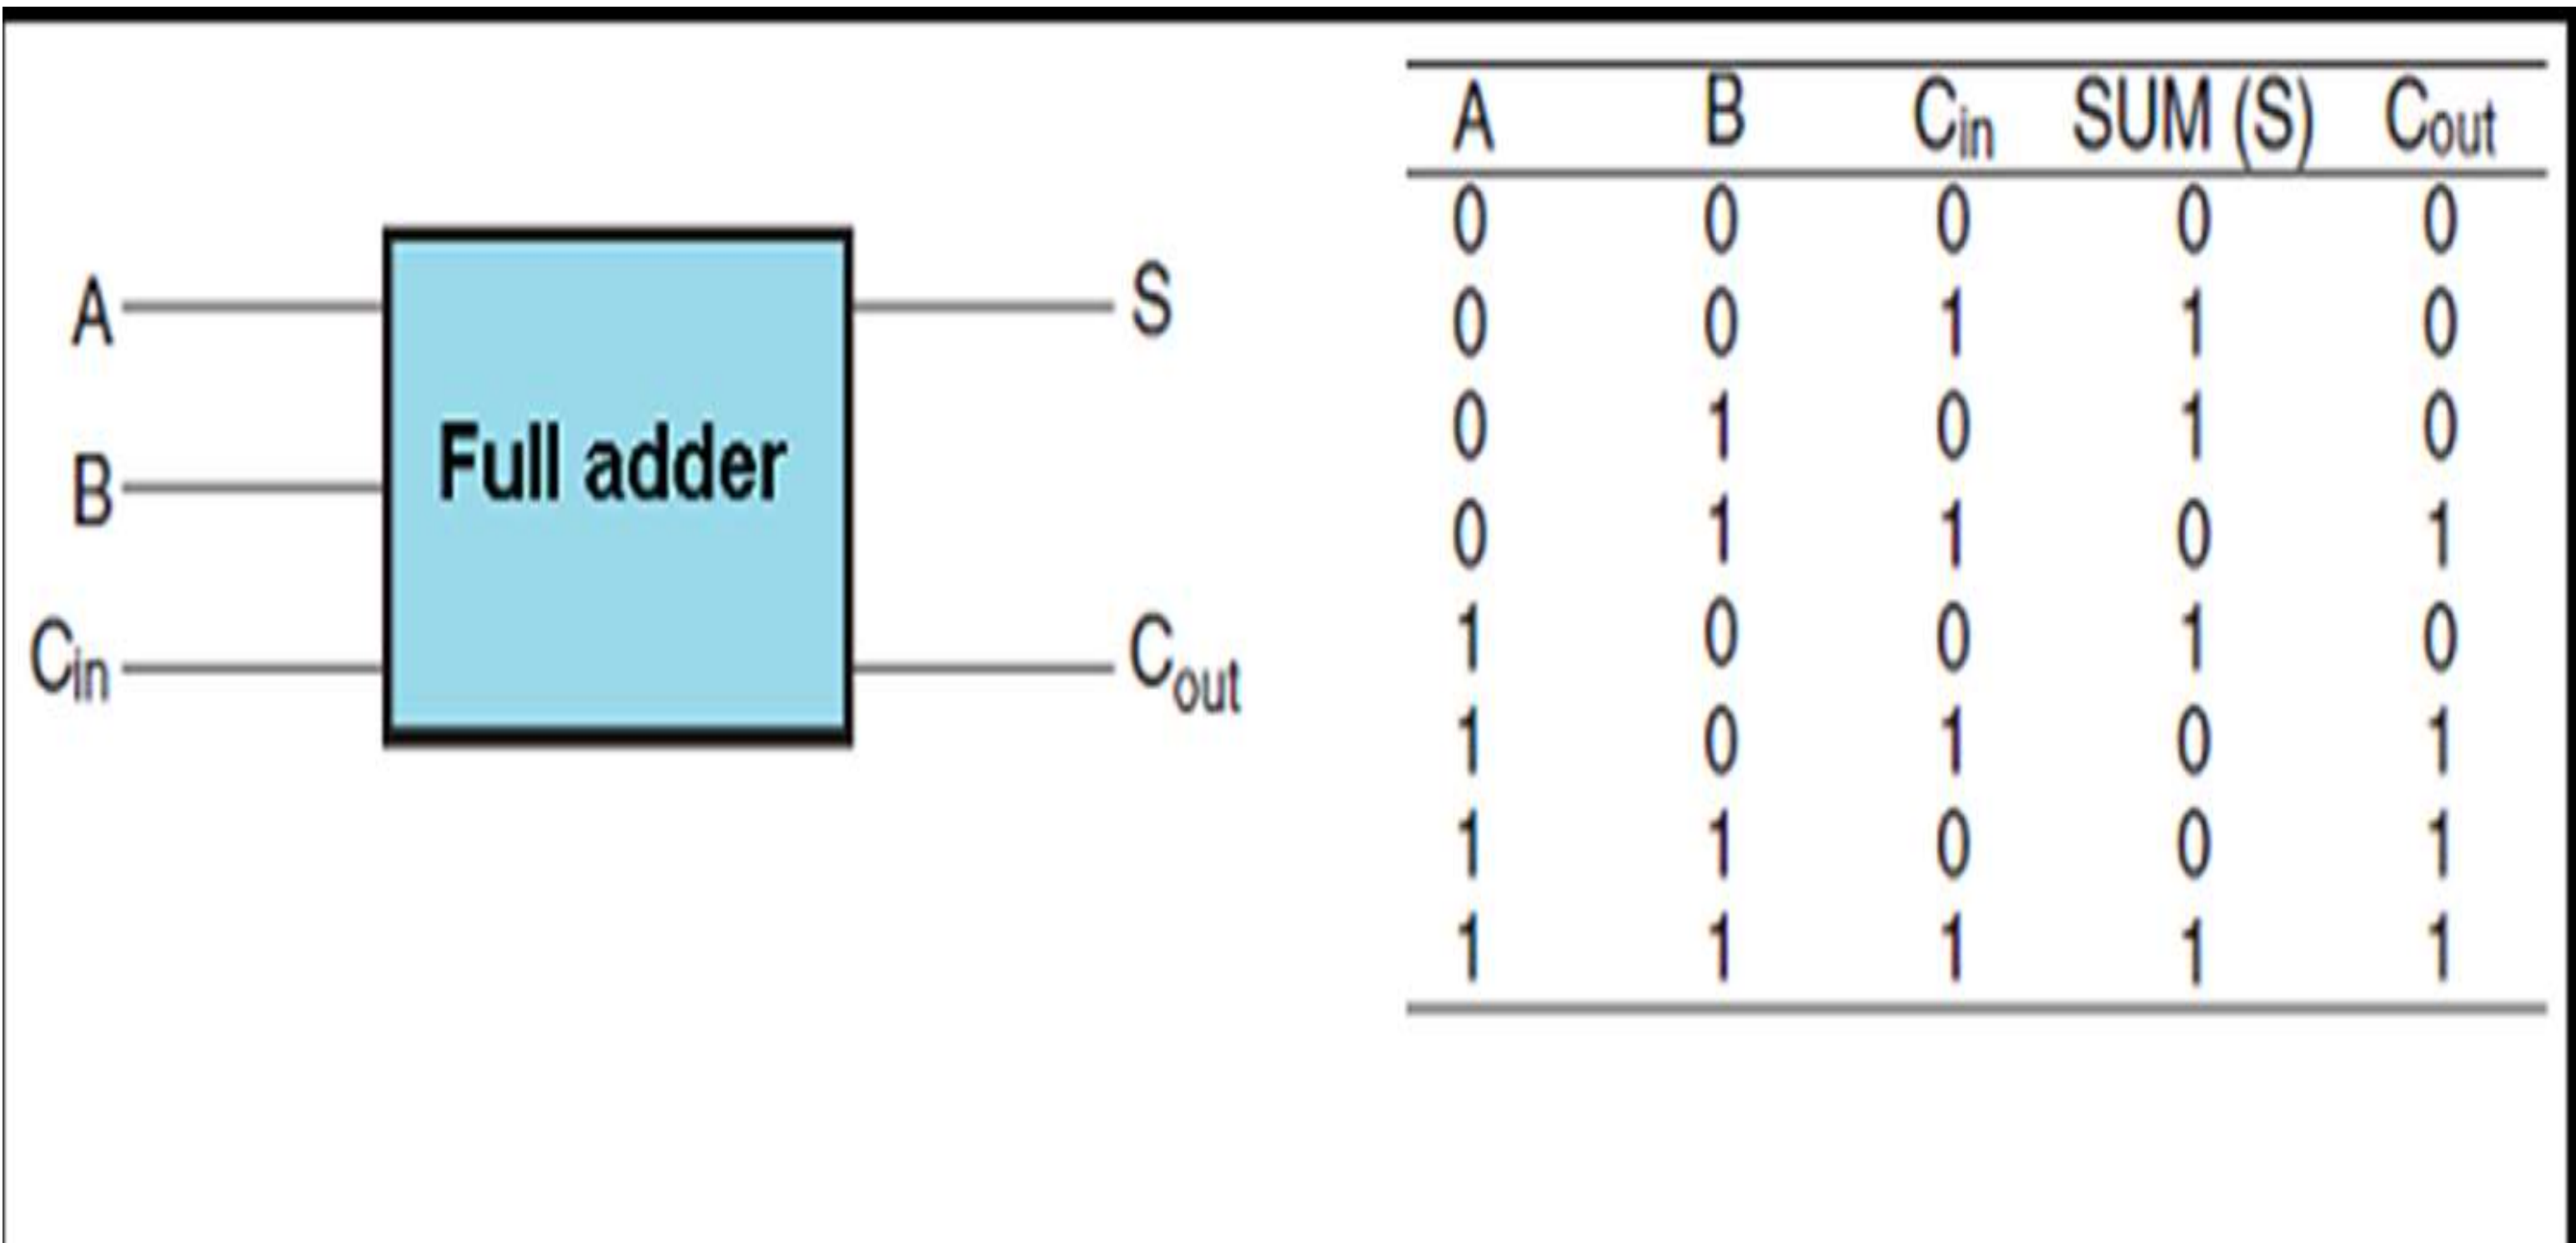 A
B
Cin
Full adder
S
Cout
A B Cin SUM (S) Cout
0 0 0 0 0
0 0 1 1 0
0 1 0 1 0
0 1 1 0 1
1 0 0 1 0
1 0 1 0 1
1 1 0 0 1
1 1 1 1 1